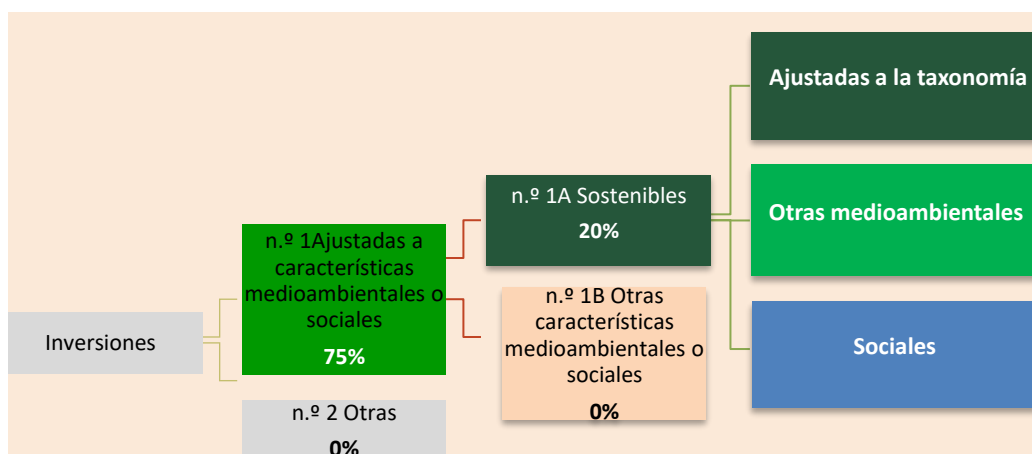 Inversiones
n.º 1Ajustadas a
características
medioambientales o
sociales
75%
n.º 2 Otras
0%
n.º 1A Sostenibles
20%
n.º 1B Otras
características
medioambientales o
sociales
0%
Ajustadas a la taxonomía
Otras medioambientales
Sociales